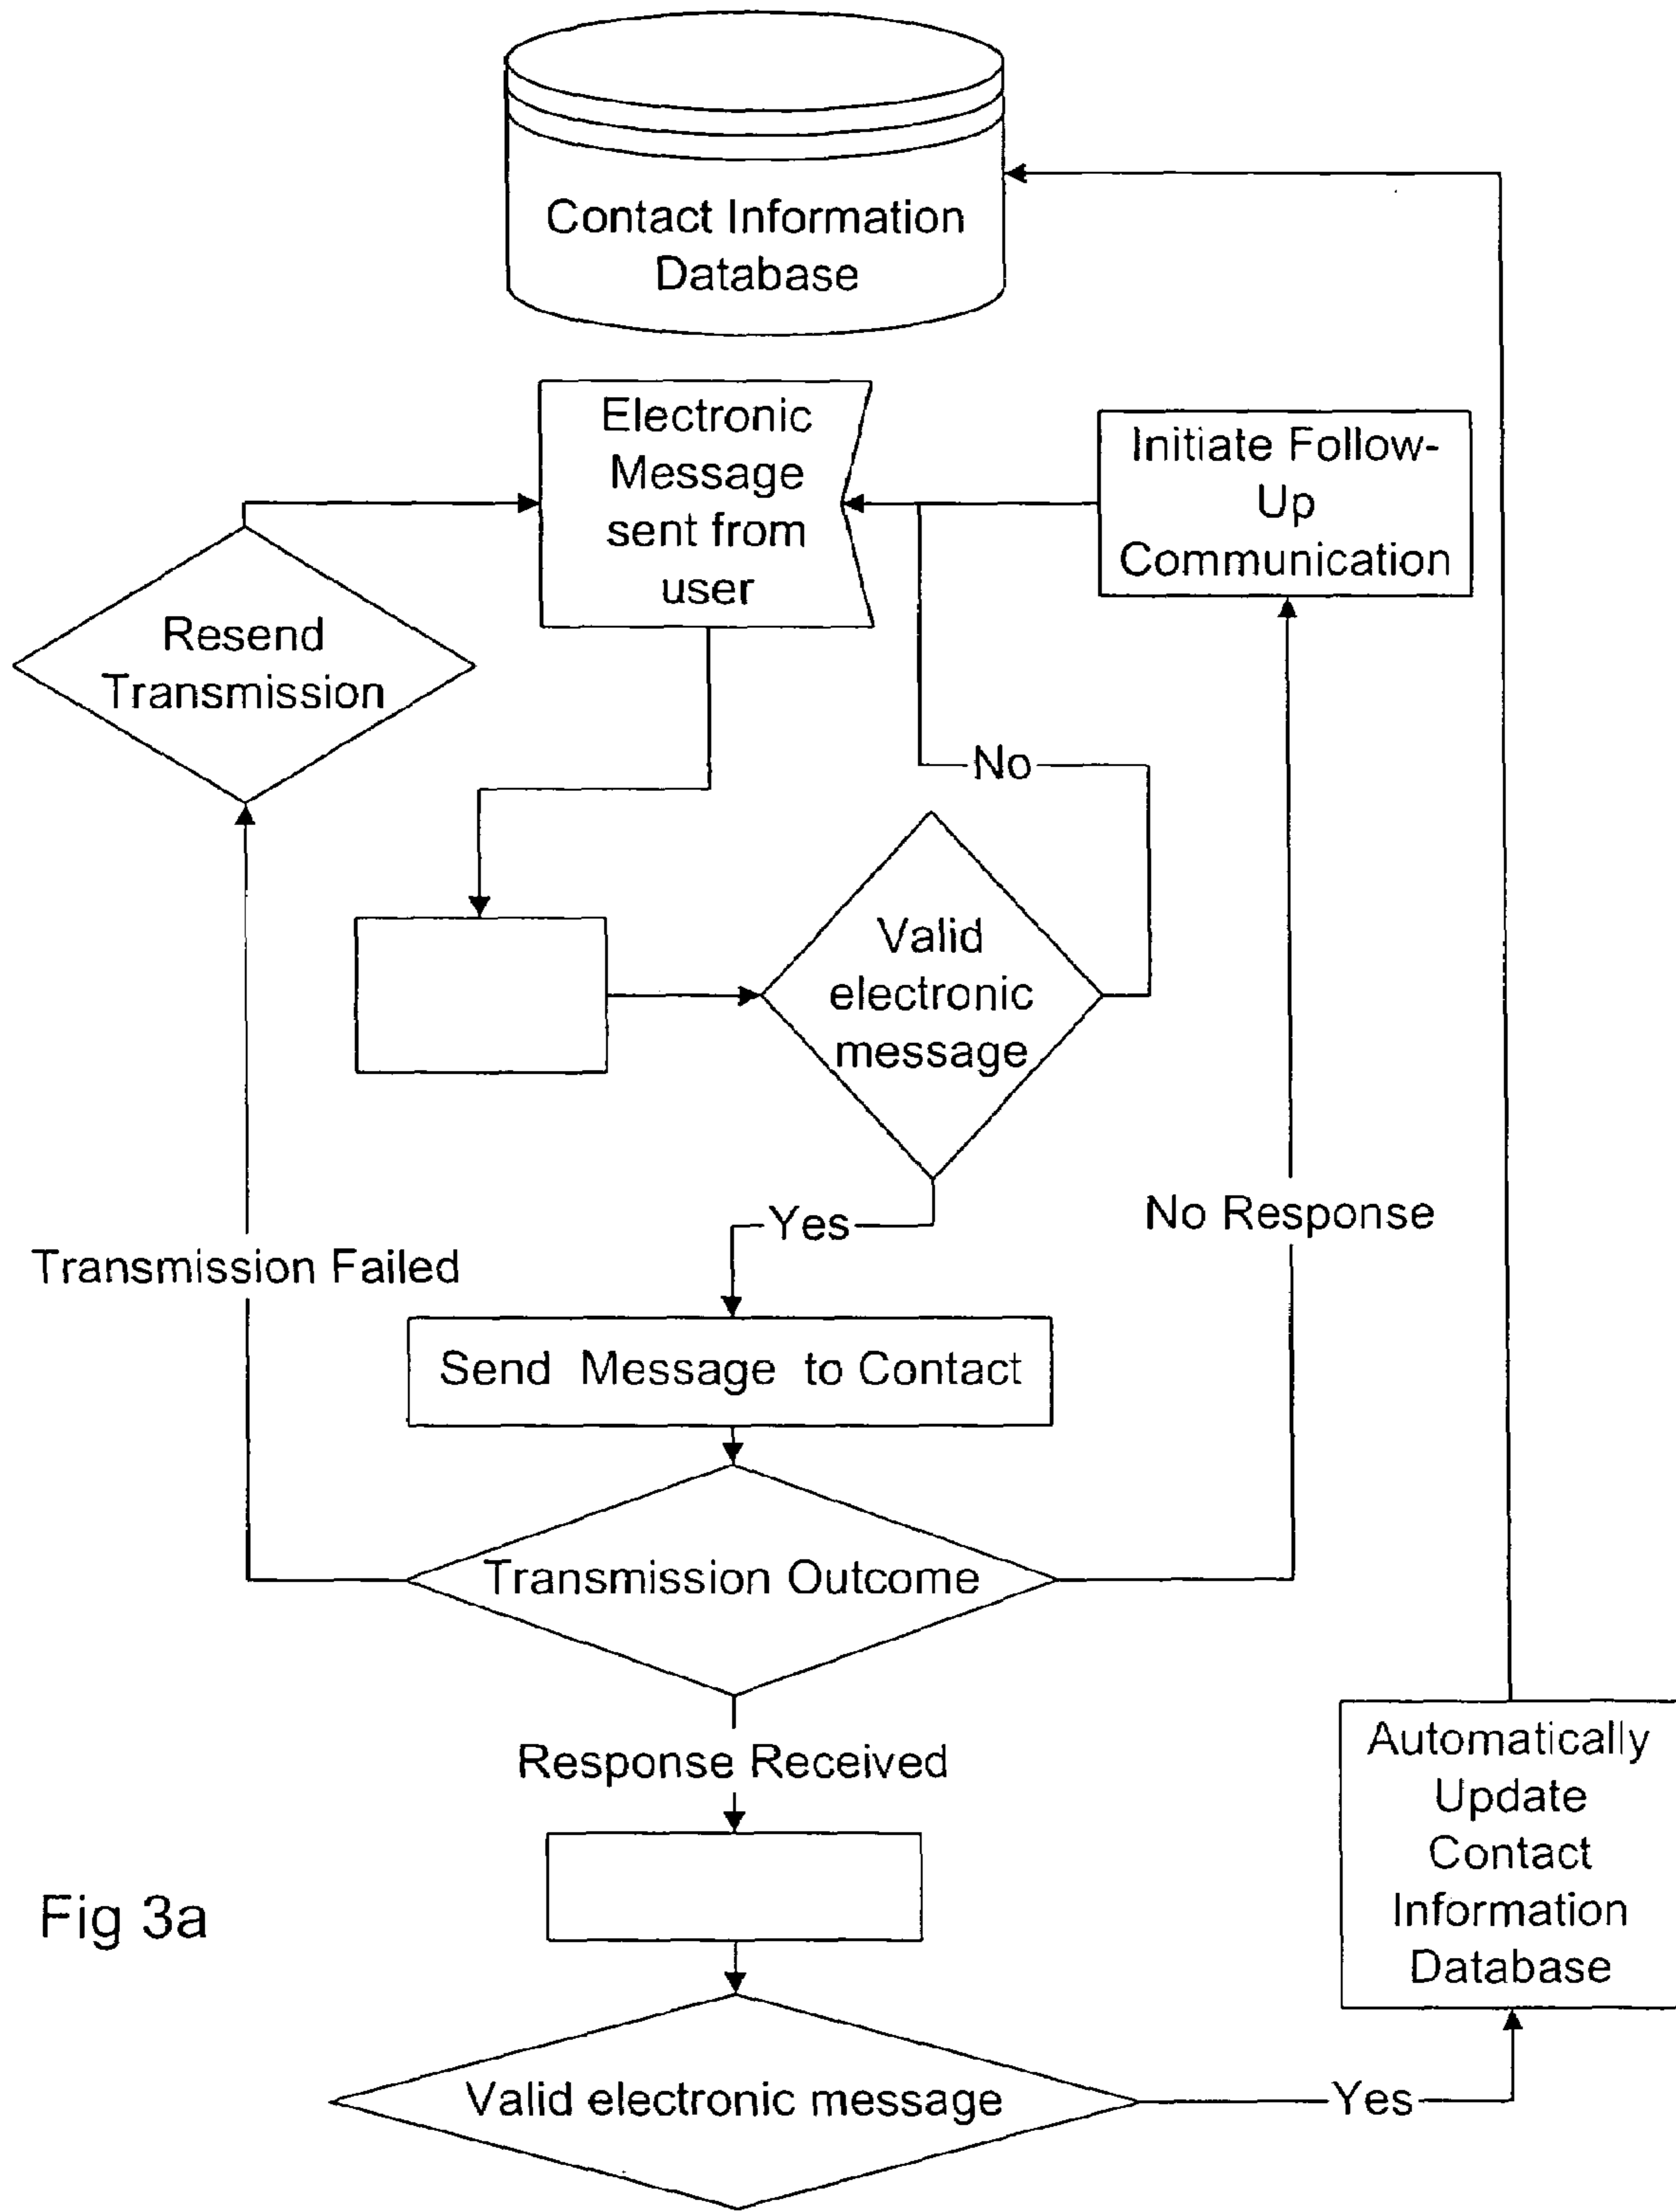 Contact Information
Database
Electronic
Message
sent from
user
Initiate Follow-
Up
Communication
Resend
Transmission
No
Valid
electronic
message
Yes
No Response
Transmission Failed
Send Message to Contact
Transmission Outcome
Response Received
Automatically
Update
Contact
Information
Database
Fig 3a
Valid electronic message
Yes